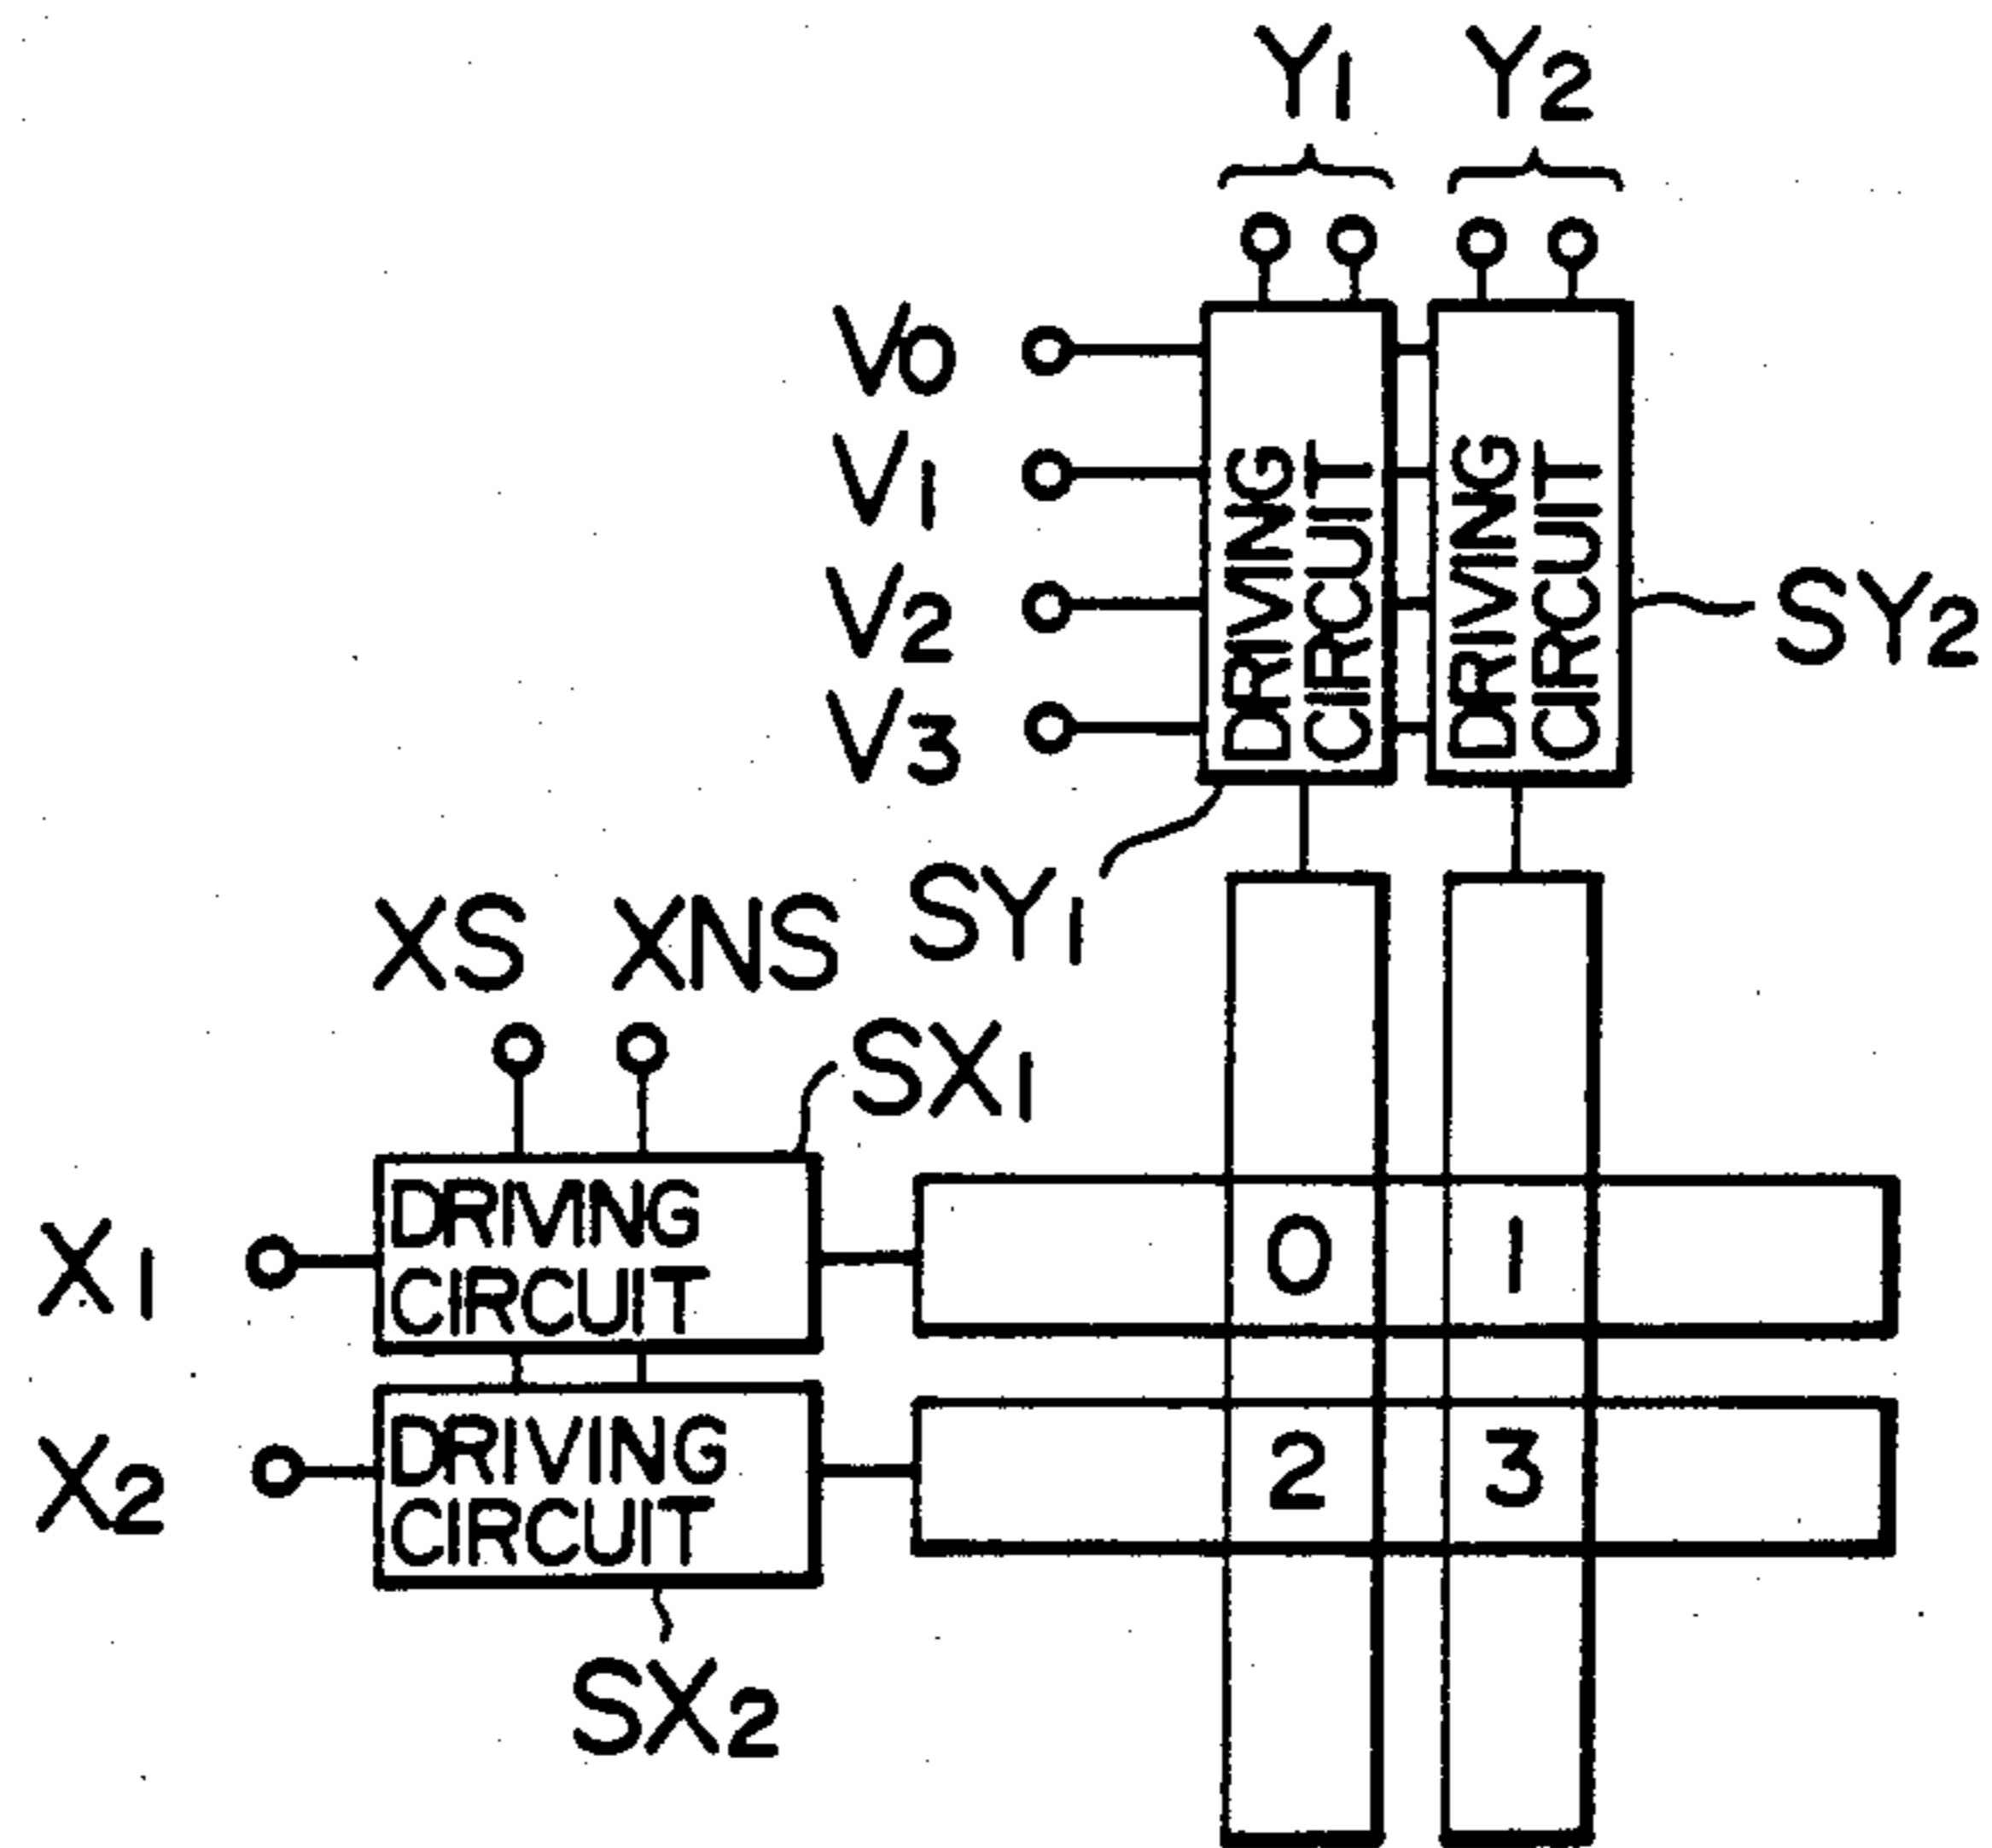 Y1 Y2
V0
V1
V2
V3
DRIVING
CIRCUIT
DRIVING
CIRCUIT
SY2
SY1
XS XNS
SX1
X1
DRIVING
CIRCUIT
0 1
X2
DRIVING
CIRCUIT
2 3
SX2